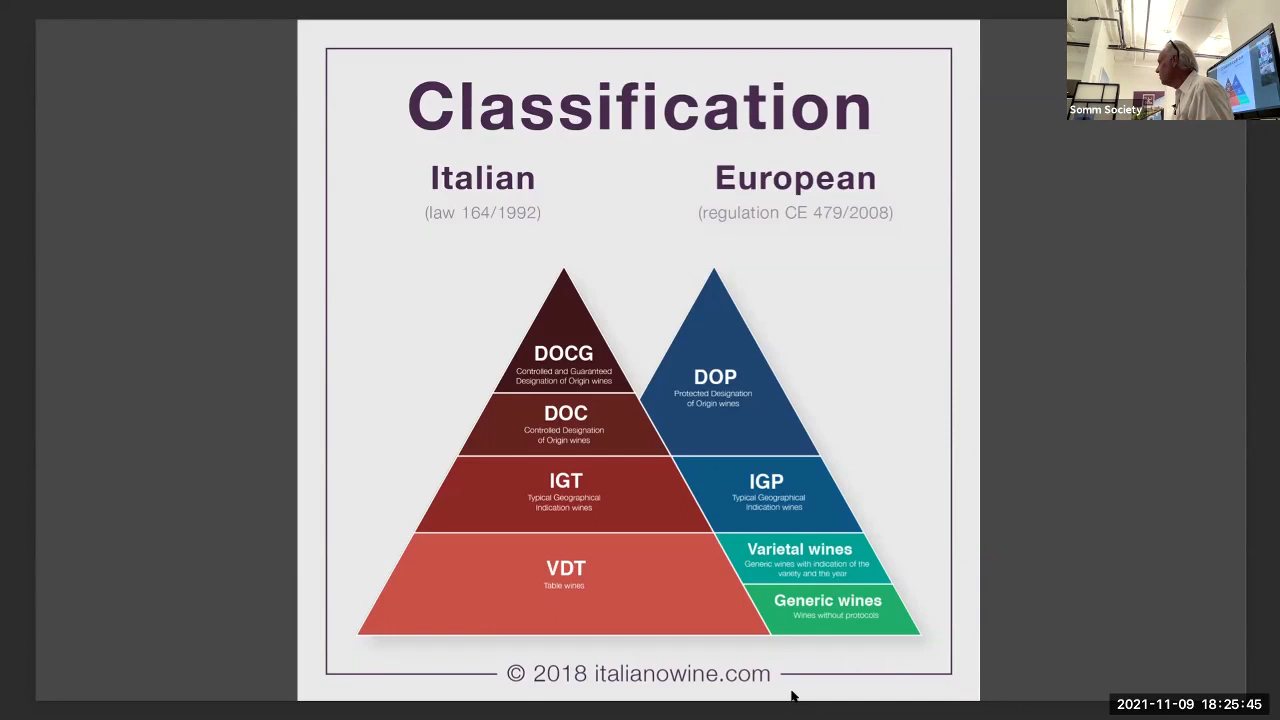 Classification
Italian
(law 164/1992)
European
(regulation CE 479/2008)
DOCG
Controlled and Guaranteed
Designation of Origin wines
DOC
Controlled Designation
of Origin wines
IGT
Typical Geographical
Indication wines
VDT
Table wines
DOP
Protected Designation
of Origin wines
IGP
Typical Geographical
Indication wines
Varietal wines
Generic wines with indication of the
variety and the year
Generic wines
Wines without protocols
© 2018 italianowine.com
Somm Society
2021-11-09 18:25:45